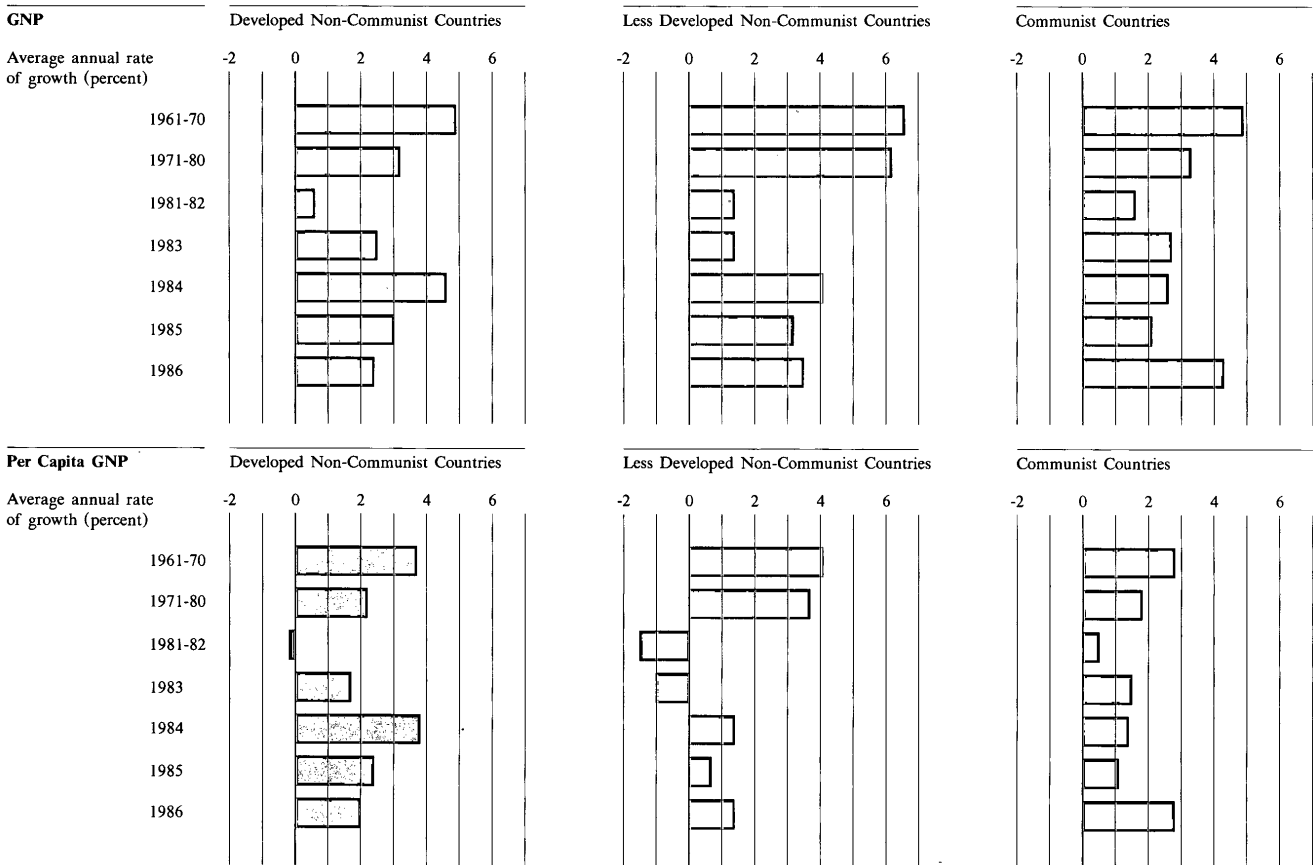 GNP
Developed Non-Communist Countries
Less Developed Non-Communist Countries
Communist Countries
Average annual rate
of growth (percent)
-2 0 2 4 6
-2 0 2 4 6
-2 0 2 4 6
1961-70
1971-80
1981-82
1983
1984
1985
1986
Per Capita GNP
Developed Non-Communist Countries
Less Developed Non-Communist Countries
Communist Countries
Average annual rate
of growth (percent)
-2 0 2 4 6
-2 0 2 4 6
-2 0 2 4 6
1961-70
1971-80
1981-82
1983
1984
1985
1986